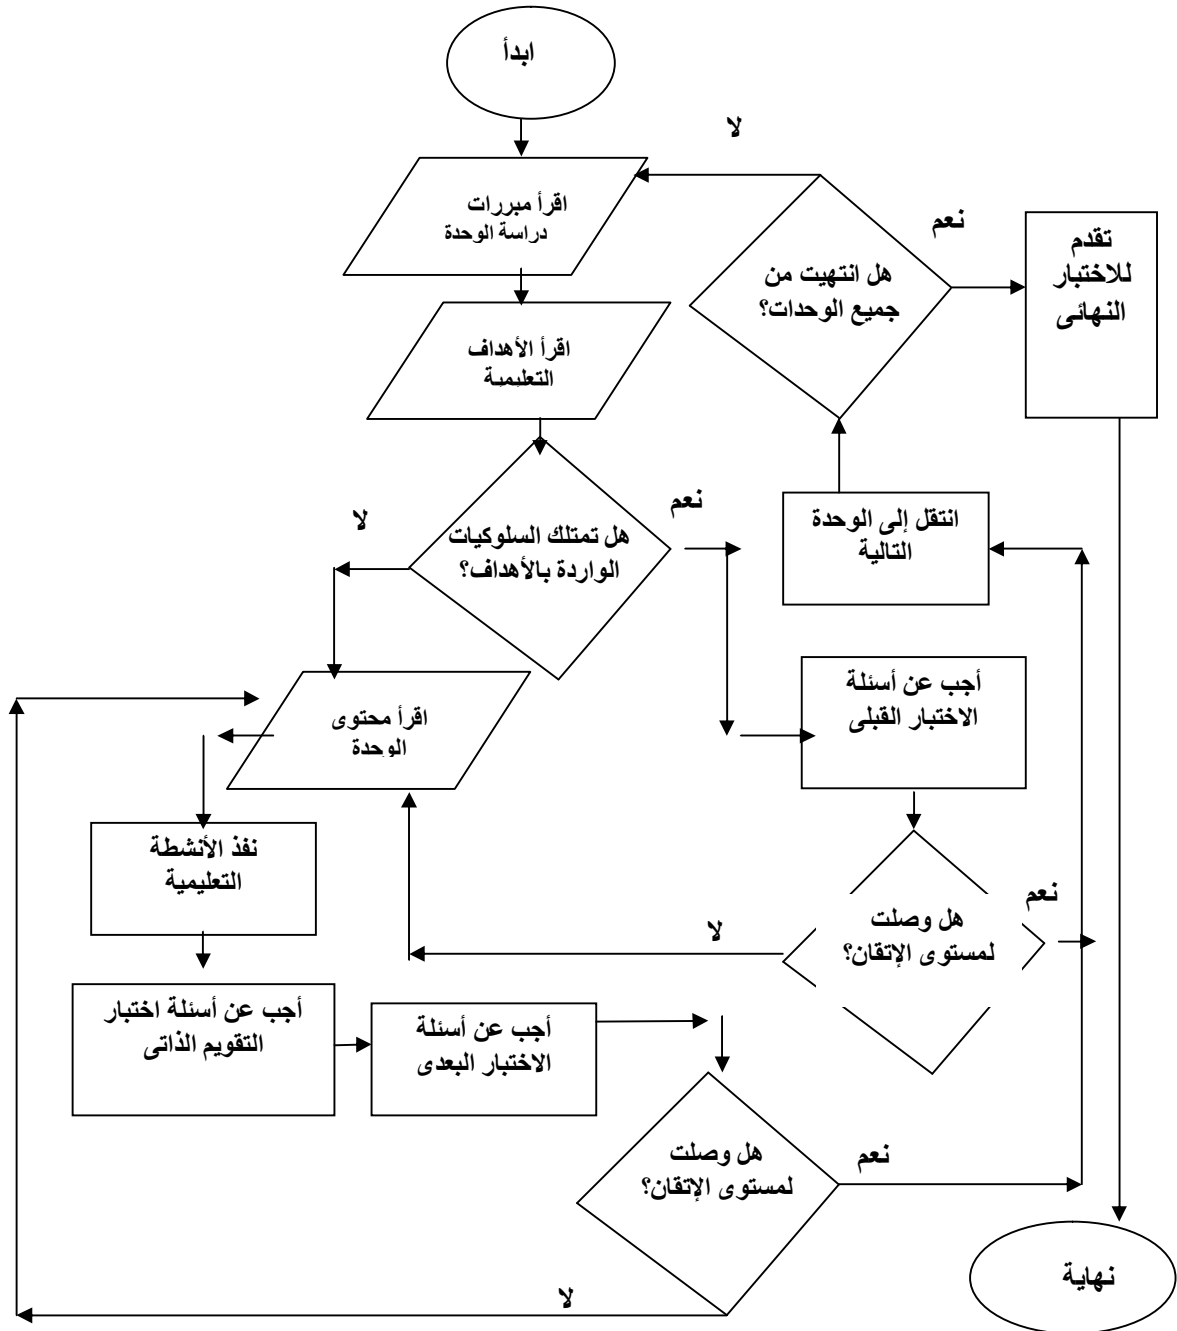 ابدأ
لا
اقرأ مبررات
دراسة الوحدة
نعم
تقدم
للاختبار
النهائى
هل انتهيت من
جميع الوحدات؟
اقرأ الأهداف
التعليمية
نعم
لا
انتقل إلى الوحدة
التالية
هل تمتلك السلوكيات
الواردة بالأهداف؟
أجب عن أسئلة
الاختبار القبلى
اقرأ محتوى
الوحدة
نفذ الأنشطة
التعليمية
نعم
هل وصلت
لمستوى الإتقان؟
لا
أجب عن أسئلة اختبار
التقويم الذاتى
أجب عن أسئلة
الاختبار البعدى
هل وصلت
لمستوى الإتقان؟
نعم
نهاية
لا